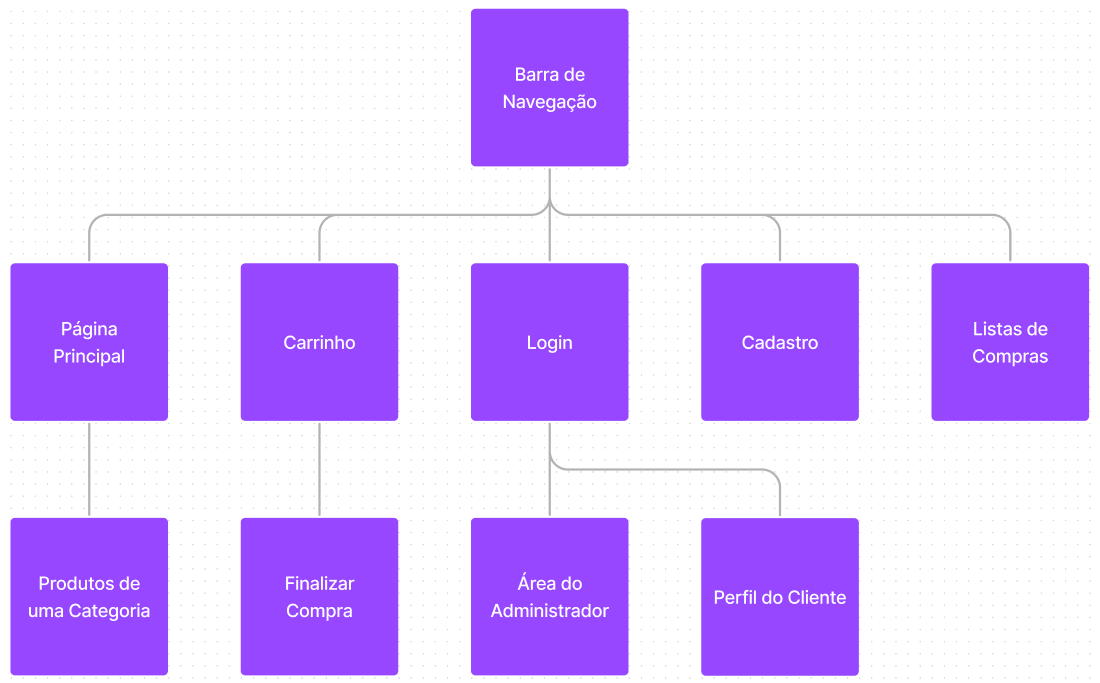 Barra de
Navegação
Página
Principal
Carrinho
Login
Cadastro
Listas de
Compras
Produtos de
uma Categoria
Finalizar
Compra
Área do
Administrador
Perfil do Cliente